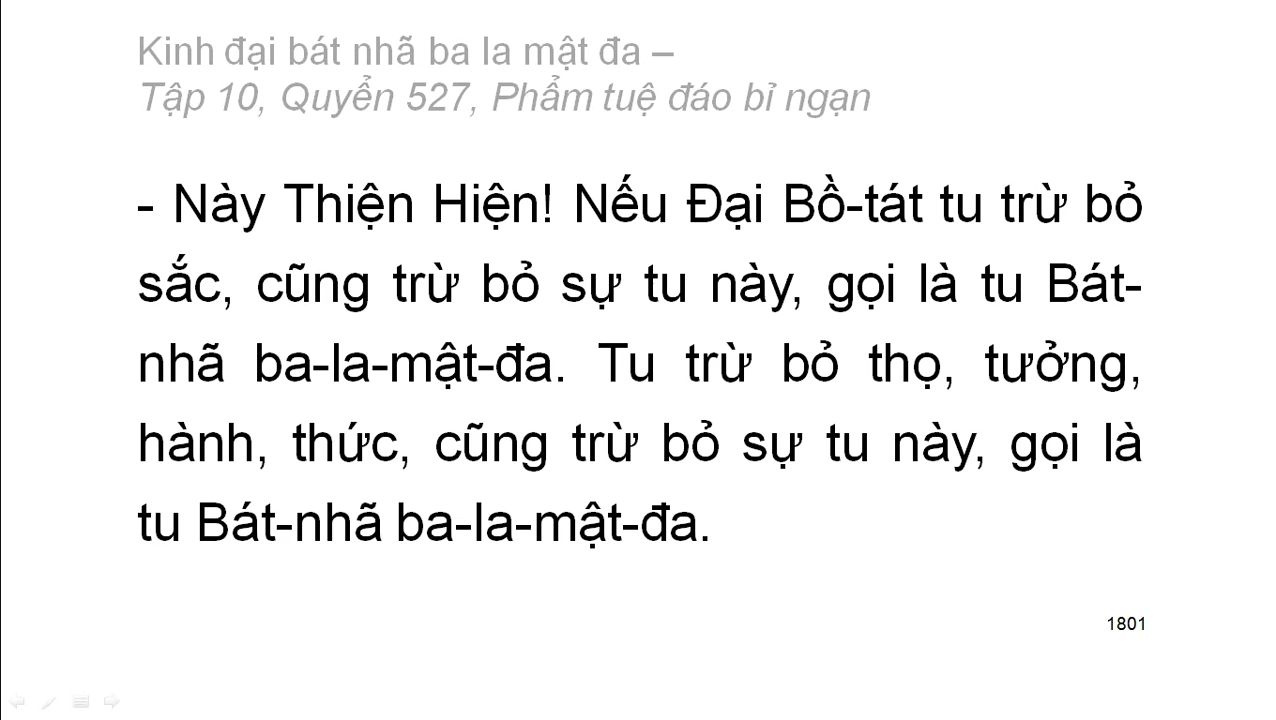 Kinh đại bát nhã ba la mật đa –
Tập 10, Quyển 527, Phẩm tuệ đáo bỉ ngạn
- Này Thiện Hiện! Nếu Đại Bồ-tát tu trừ bỏ
sắc, cũng trừ bỏ sự tu này, gọi là tu Bát-
nhã ba-la-mật-đa. Tu trừ bỏ thọ, tưởng,
hành, thức, cũng trừ bỏ sự tu này, gọi là
tu Bát-nhã ba-la-mật-đa.
1801